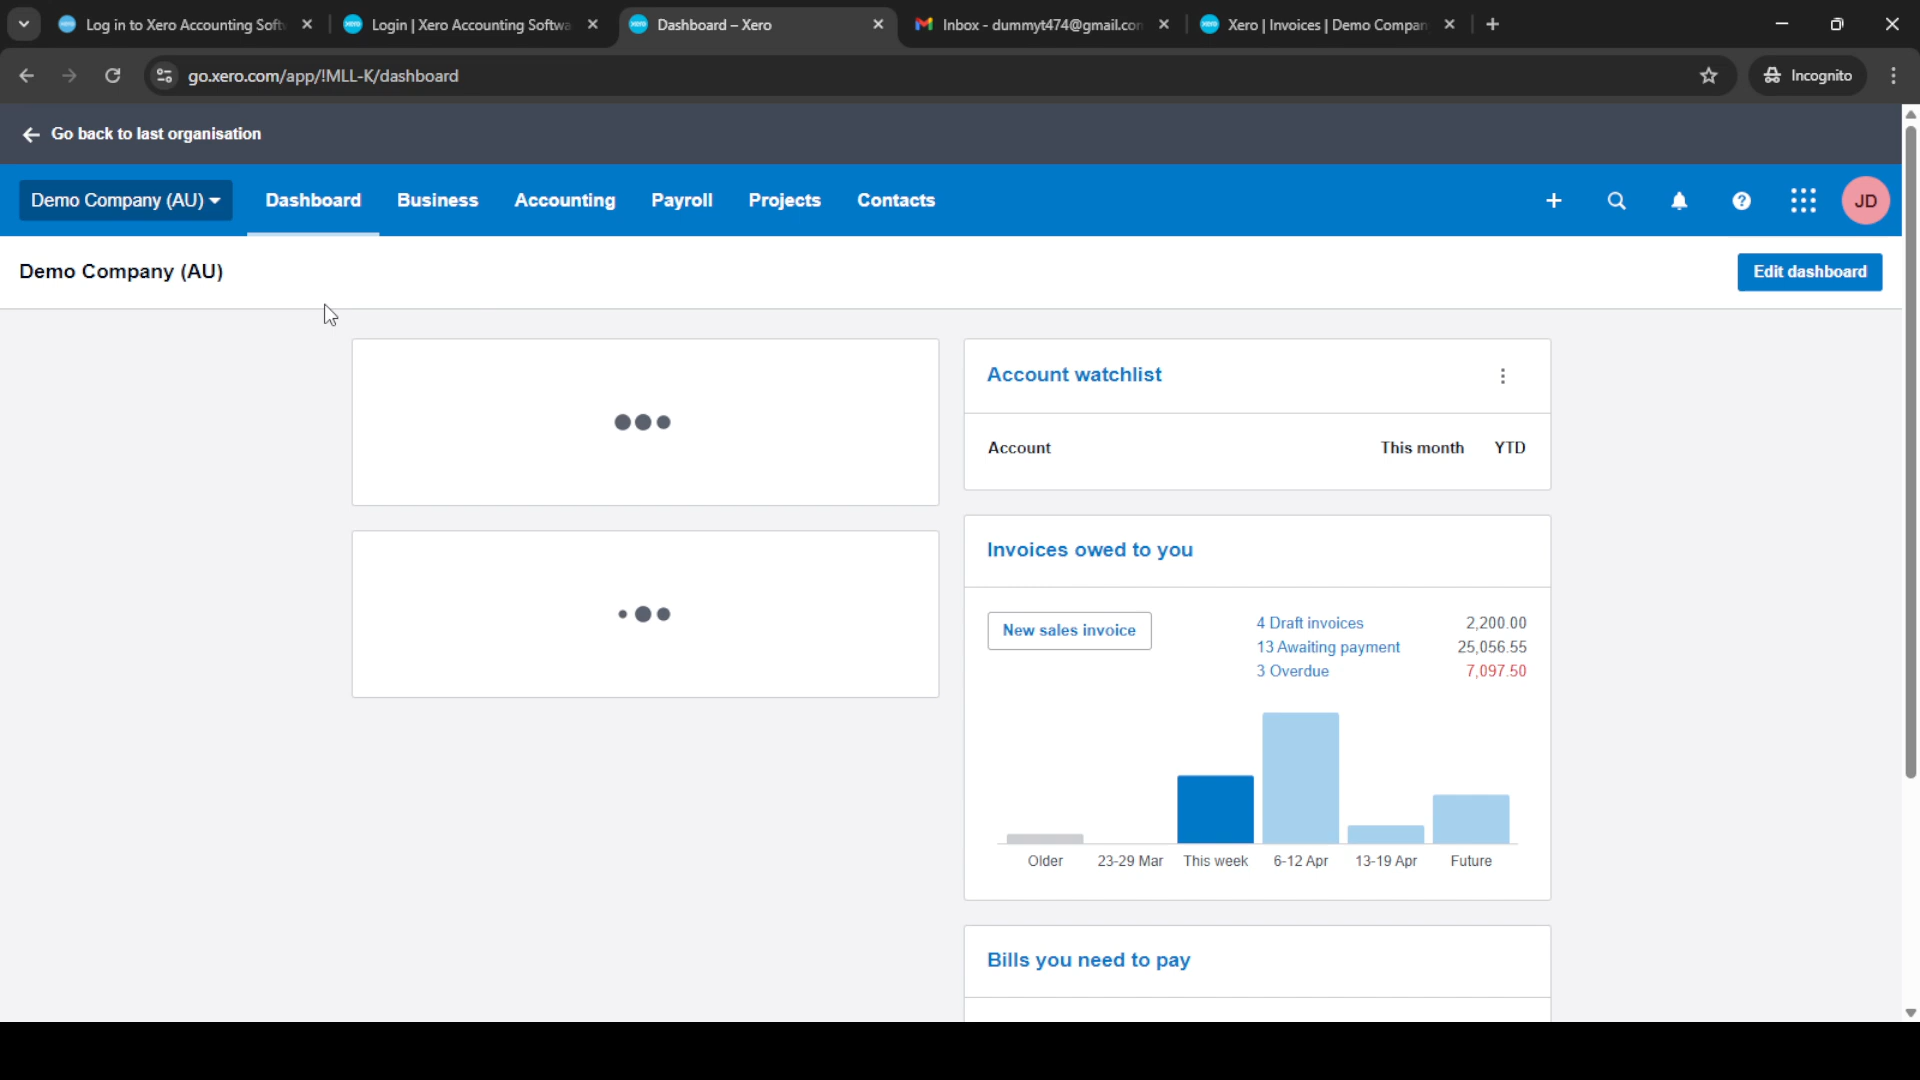 Log in to Xero Accounting Soft
Login | Xero Accounting Softwa
Dashboard – Xero
Inbox - dummyt474@gmail.con
Xero | Invoices | Demo Compan
go.xero.com/app/!MLL-K/dashboard
Incognito
Go back to last organisation
Demo Company (AU)
Dashboard
Business
Accounting
Payroll
Projects
Contacts
JD
Demo Company (AU)
Edit dashboard
Account watchlist
Account This month YTD
Invoices owed to you
New sales invoice
4 Draft invoices 2,200.00
13 Awaiting payment 25,056.55
3 Overdue 7,097.50
Older 23-29 Mar This week 6-12 Apr 13-19 Apr Future
Bills you need to pay